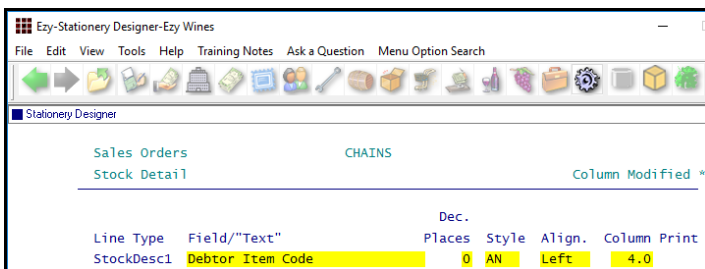 Ezy-Stationery Designer-Ezy Wines
File Edit View Tools Help Training Notes Ask a Question Menu Option Search
Stationery Designer
Sales Orders CHAINS
Stock Detail Column Modified *
Dec.
Line Type Field/"Text" Places Style Align. Column Print
StockDesc1 Debtor Item Code 0 AN Left 4.0